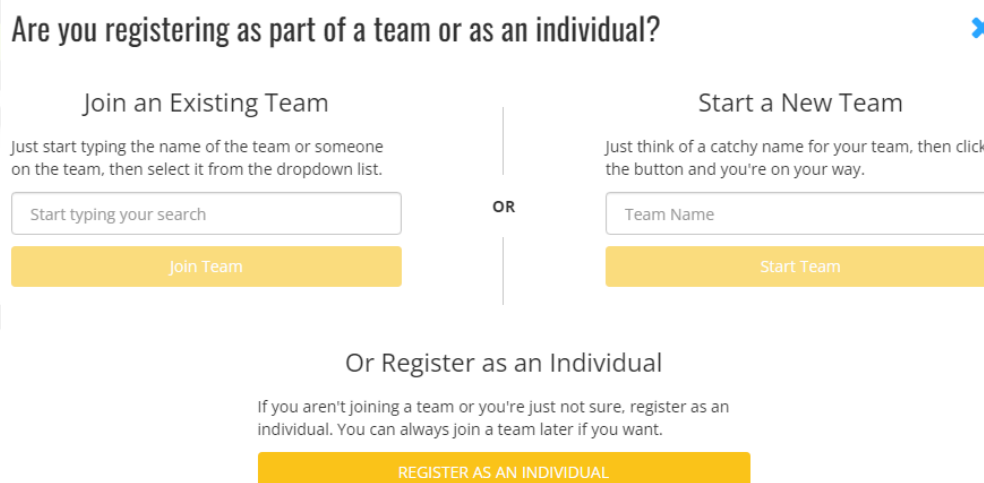 Are you registering as part of a team or as an individual?
Join an Existing Team
Just start typing the name of the team or someone
on the team, then select it from the dropdown list.
Start typing your search
Join Team
OR
Start a New Team
Just think of a catchy name for your team, then click
the button and you're on your way.
Team Name
Start Team
Or Register as an Individual
If you aren't joining a team or you're just not sure, register as an
individual. You can always join a team later if you want.
REGISTER AS AN INDIVIDUAL